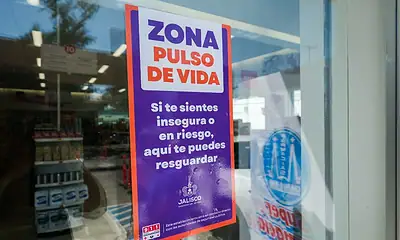 ZONA
PULSO
DE VIDA
Si te sientes
insegura o
en riesgo,
aquí te puedes
resguardar
JALISCO